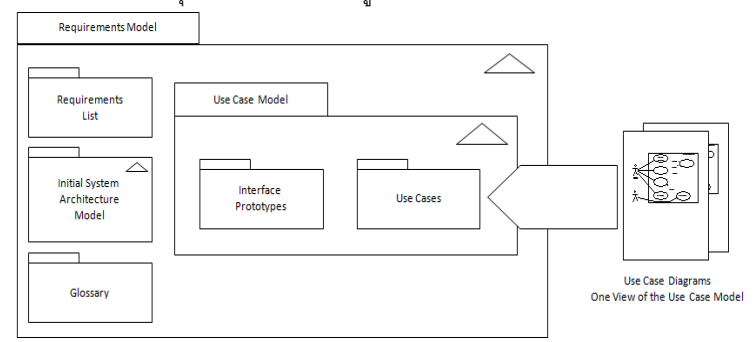 Requirements Model
Requirements
List
Use Case Model
Initial System
Architecture
Model
Interface
Prototypes
Use Cases
Glossary
Use Case Diagrams
One View of the Use Case Model